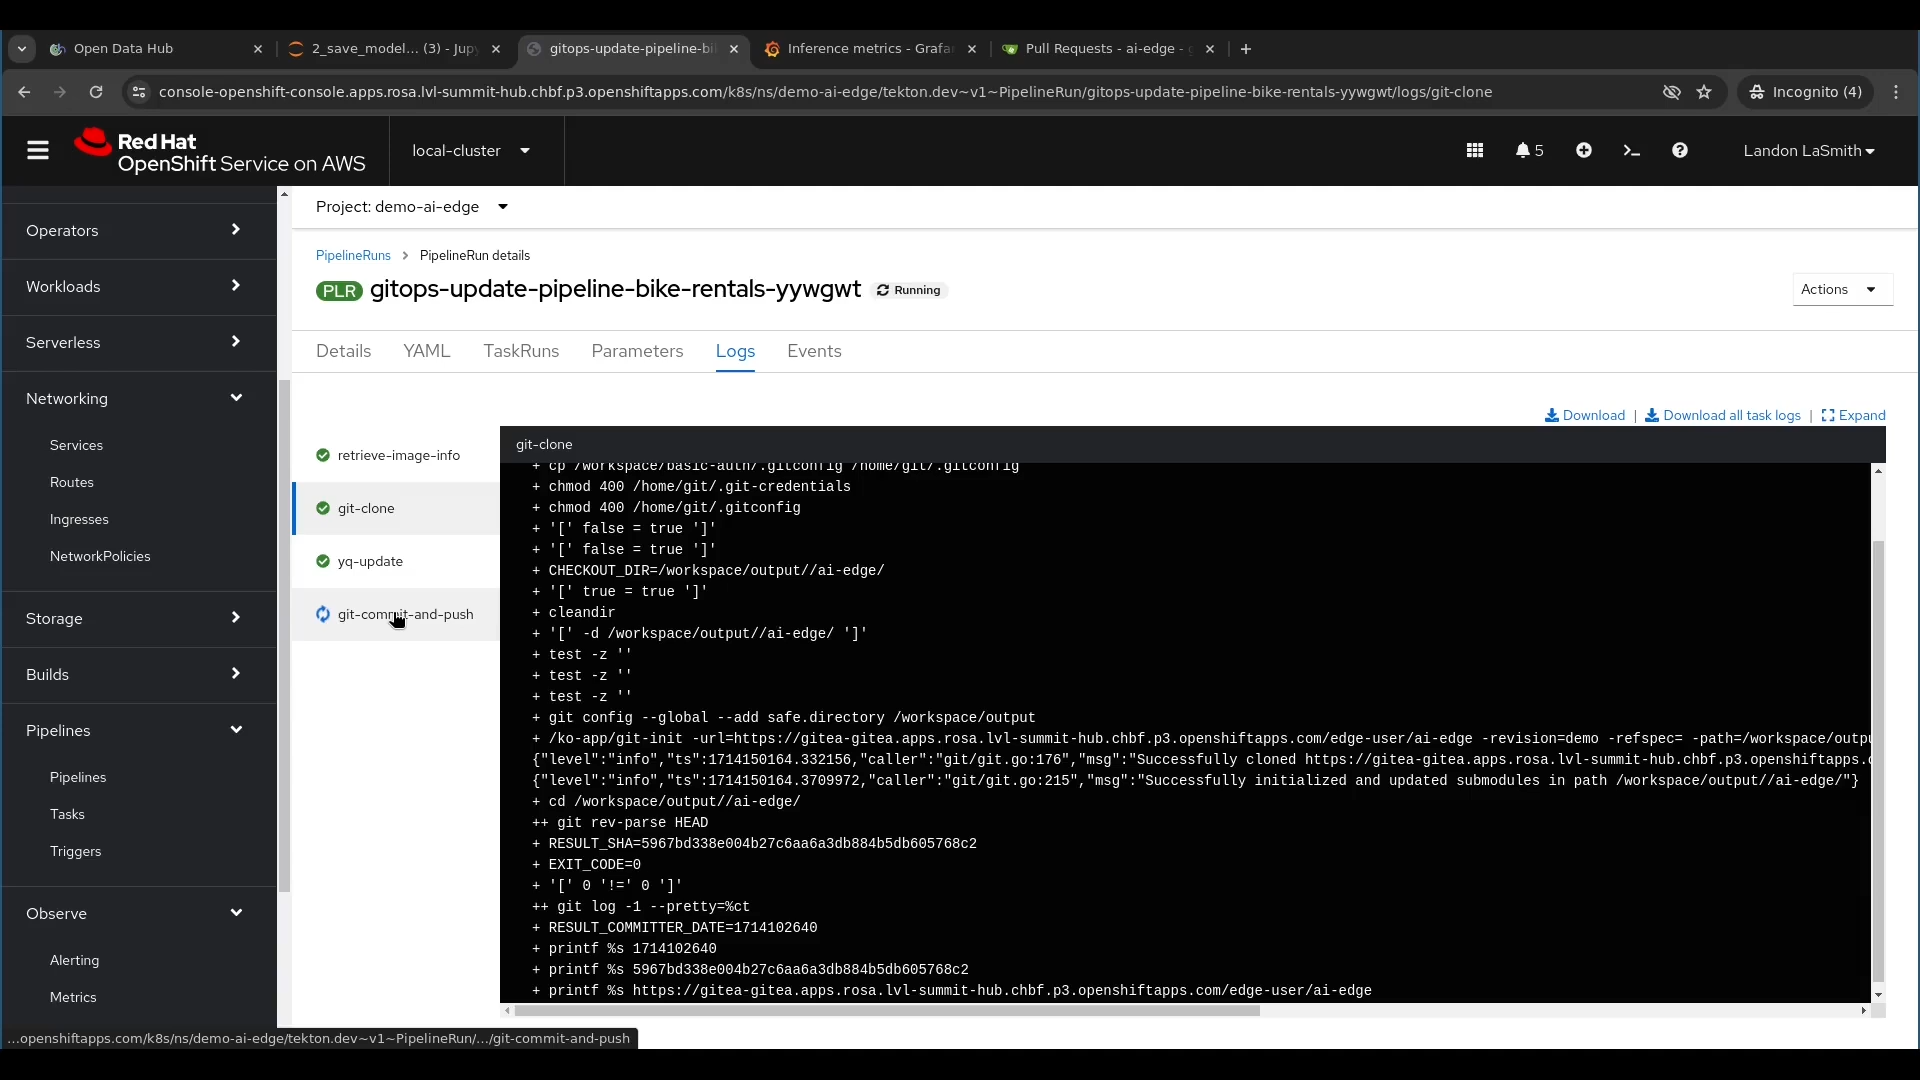 Open Data Hub
2_save_model... (3) - Jup
gitops-update-pipeline-bi
Inference metrics - Grafa
Pull Requests - ai-edge -
console-openshift-console.apps.rosa.lvl-summit-hub.chbf.p3.openshiftapps.com/k8s/ns/demo-ai-edge/tekton.dev~v1~PipelineRun/gitops-update-pipeline-bike-rentals-yywgwt/logs/git-clone
Incognito (4)
Red Hat
OpenShift Service on AWS
local-cluster
5
Landon LaSmith
Operators
Workloads
Serverless
Networking
Services
Routes
Ingresses
NetworkPolicies
Storage
Builds
Pipelines
Pipelines
Tasks
Triggers
Observe
Alerting
Metrics
Project: demo-ai-edge
PipelineRuns > PipelineRun details
PLR gitops-update-pipeline-bike-rentals-yywgwt Running
Actions
Details YAML TaskRuns Parameters Logs Events
Download | Download all task logs | Expand
retrieve-image-info
git-clone
yq-update
git-commit-and-push
git-clone
+ cp /workspace/basic-auth/.gitconfig /home/git/.gitconfig
+ chmod 400 /home/git/.git-credentials
+ chmod 400 /home/git/.gitconfig
+ '[' false = true ']'
+ '[' false = true ']'
+ CHECKOUT_DIR=/workspace/output//ai-edge/
+ '[' true = true ']'
+ cleandir
+ '[' -d /workspace/output//ai-edge/ ']'
+ test -z ''
+ test -z ''
+ test -z ''
+ git config --global --add safe.directory /workspace/output
+ /ko-app/git-init -url=https://gitea-gitea.apps.rosa.lvl-summit-hub.chbf.p3.openshiftapps.com/edge-user/ai-edge -revision=demo -refspec= -path=/workspace/outpu
{"level":"info","ts":1714150164.332156,"caller":"git/git.go:176","msg":"Successfully cloned https://gitea-gitea.apps.rosa.lvl-summit-hub.chbf.p3.openshiftapps.c
{"level":"info","ts":1714150164.3709972,"caller":"git/git.go:215","msg":"Successfully initialized and updated submodules in path /workspace/output//ai-edge/"}
+ cd /workspace/output//ai-edge/
++ git rev-parse HEAD
+ RESULT_SHA=5967bd338e004b27c6aa6a3db884b5db605768c2
+ EXIT_CODE=0
+ '[' 0 '!=' 0 ']'
++ git log -1 --pretty=%ct
+ RESULT_COMMITTER_DATE=1714102640
+ printf %s 1714102640
+ printf %s 5967bd338e004b27c6aa6a3db884b5db605768c2
+ printf %s https://gitea-gitea.apps.rosa.lvl-summit-hub.chbf.p3.openshiftapps.com/edge-user/ai-edge
...openshiftapps.com/k8s/ns/demo-ai-edge/tekton.dev~v1~PipelineRun/.../git-commit-and-push